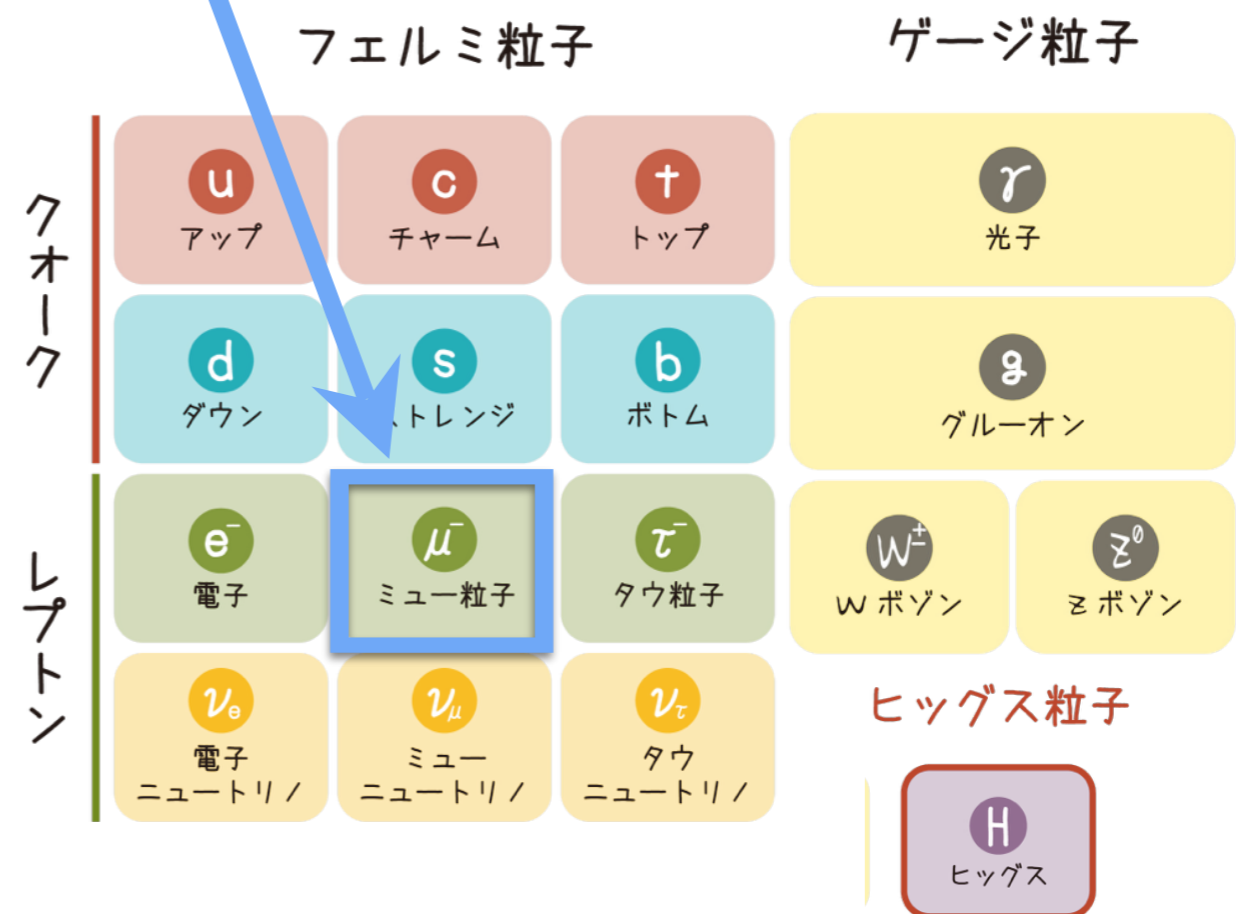 フェルミ粒子
ゲージ粒子
クォーク
u
アップ
c
チャーム
t
トップ
γ
光子
d
ダウン
s
トレンジ
b
ボトム
g
グルーオン
レプトン
e⁻
電子
μ⁻
ミュー粒子
τ⁻
タウ粒子
W±
W ボゾン
Z⁰
Z ボゾン
νe
電子
ニュートリノ
νμ
ミュー
ニュートリノ
ντ
タウ
ニュートリノ
ヒッグス粒子
H
ヒッグス